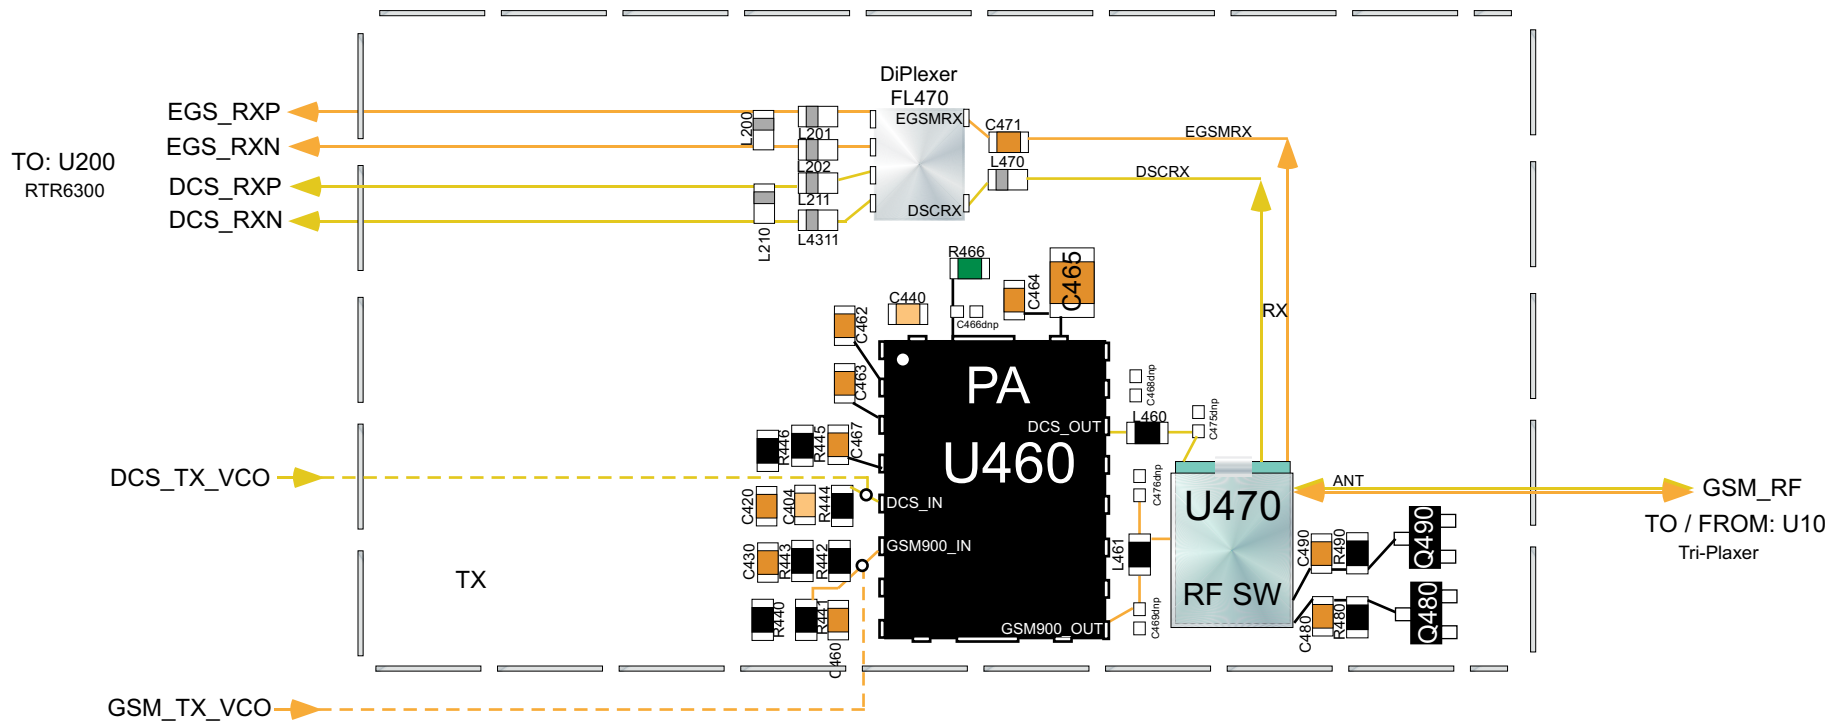 DiPlexer
FL470
EGS_RXP
EGS_RXN
DCS_RXP
DCS_RXN
TO: U200
RTR6300
L200
L201
L202
L211
L210
L4311
EGSMRX
DSCRX
C471
L470
EGSMRX
DSCRX
RX
R466
C440
C466dnp
C464
C465
C462
C463
C467
R445
R446
PA
U460
DCS_OUT
DCS_IN
GSM900_IN
GSM900_OUT
C468dnp
L460
C475dnp
C476dnp
L461
C469dnp
DCS_TX_VCO
C420
C404
R444
C430
R443
R442
R440
R441
C460
TX
GSM_TX_VCO
U470
RF SW
ANT
GSM_RF
TO / FROM: U10
Tri-Plaxer
C490
R490
Q490
C480
R480
Q480